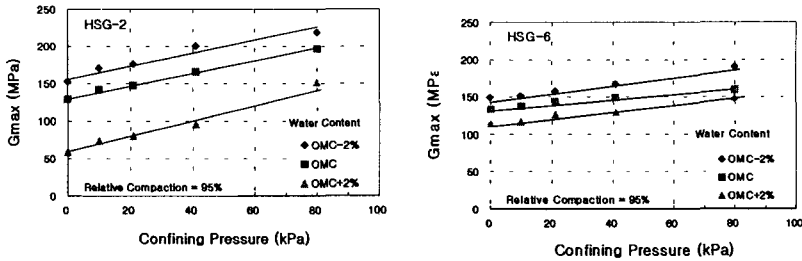 HSG-2
Gmax (MPa)
250
200
150
100
50
0
0 20 40 60 80 100
Water Content
OMC-2%
OMC
OMC+2%
Relative Compaction = 95%
Confining Pressure (kPa)
HSG-6
Gmax (MPa
250
200
150
100
50
0
0 20 40 60 80 100
Water Content
OMC-2%
OMC
OMC+2%
Relative Compaction = 95%
Confining Pressure (kPa)